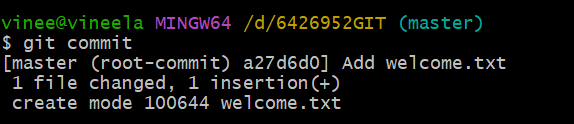 vinee@vineela MINGW64 /d/6426952GIT (master)
$ git commit
[master (root-commit) a27d6d0] Add welcome.txt
 1 file changed, 1 insertion(+)
 create mode 100644 welcome.txt